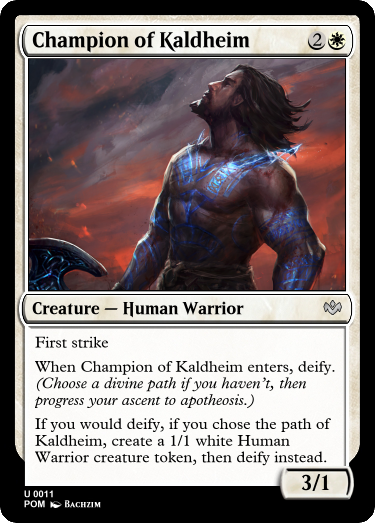 Champion of Kaldheim 2
Creature — Human Warrior
First strike
When Champion of Kaldheim enters, deify.
(Choose a divine path if you haven't, then
progress your ascent to apotheosis.)
If you would deify, if you chose the path of
Kaldheim, create a 1/1 white Human
Warrior creature token, then deify instead.
3/1
U 0011
POM Bachzim